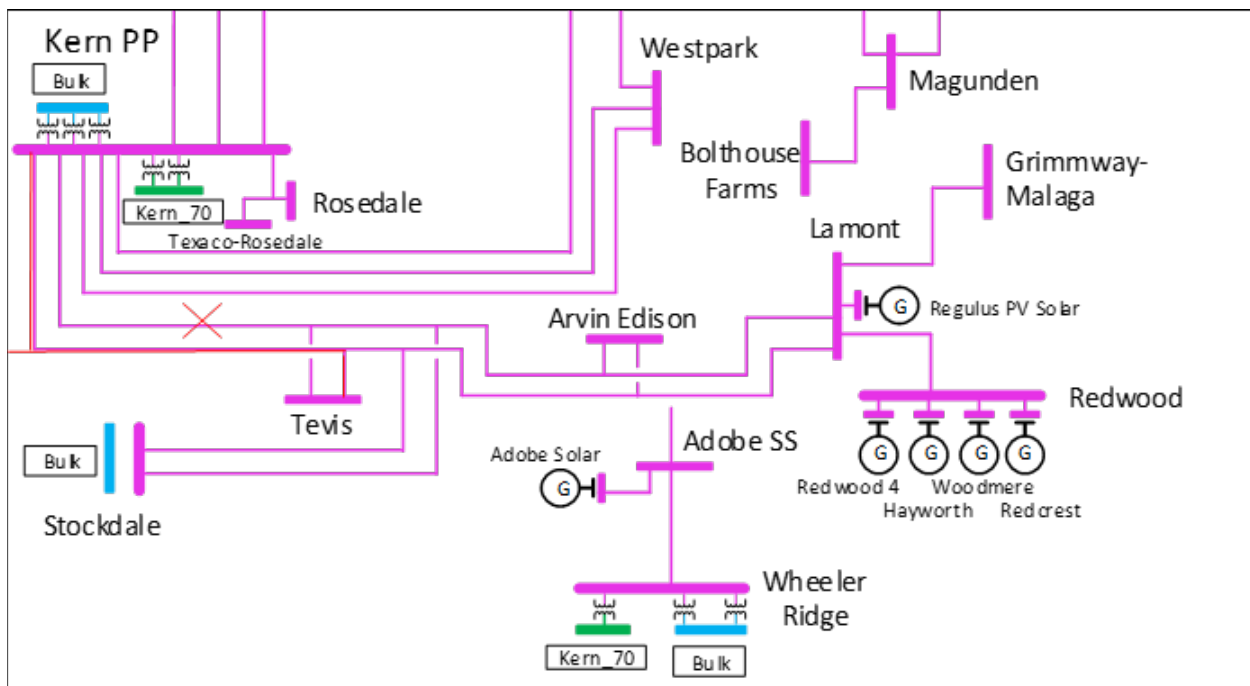 Kern PP
Bulk
Westpark
Magunden
Bolthouse
Farms
Grimmway-
Malaga
Kern_70
Rosedale
Texaco-Rosedale
Lamont
G
Regulus PV Solar
Arvin Edison
Tevis
Redwood
G
G
G
G
Redwood 4
Woodmere
Hayworth
Redcrest
Bulk
Stockdale
Adobe SS
Adobe Solar
G
Wheeler
Ridge
Kern_70
Bulk